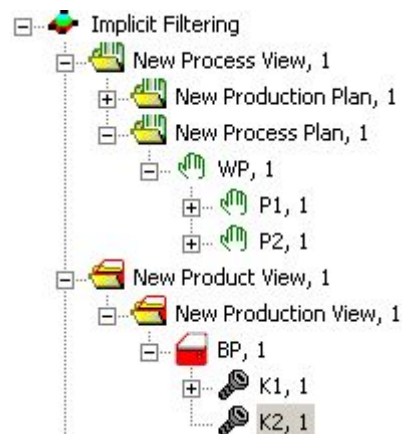 Implicit Filtering
New Process View, 1
New Production Plan, 1
New Process Plan, 1
WP, 1
P1, 1
P2, 1
New Product View, 1
New Production View, 1
BP, 1
K1, 1
K2, 1